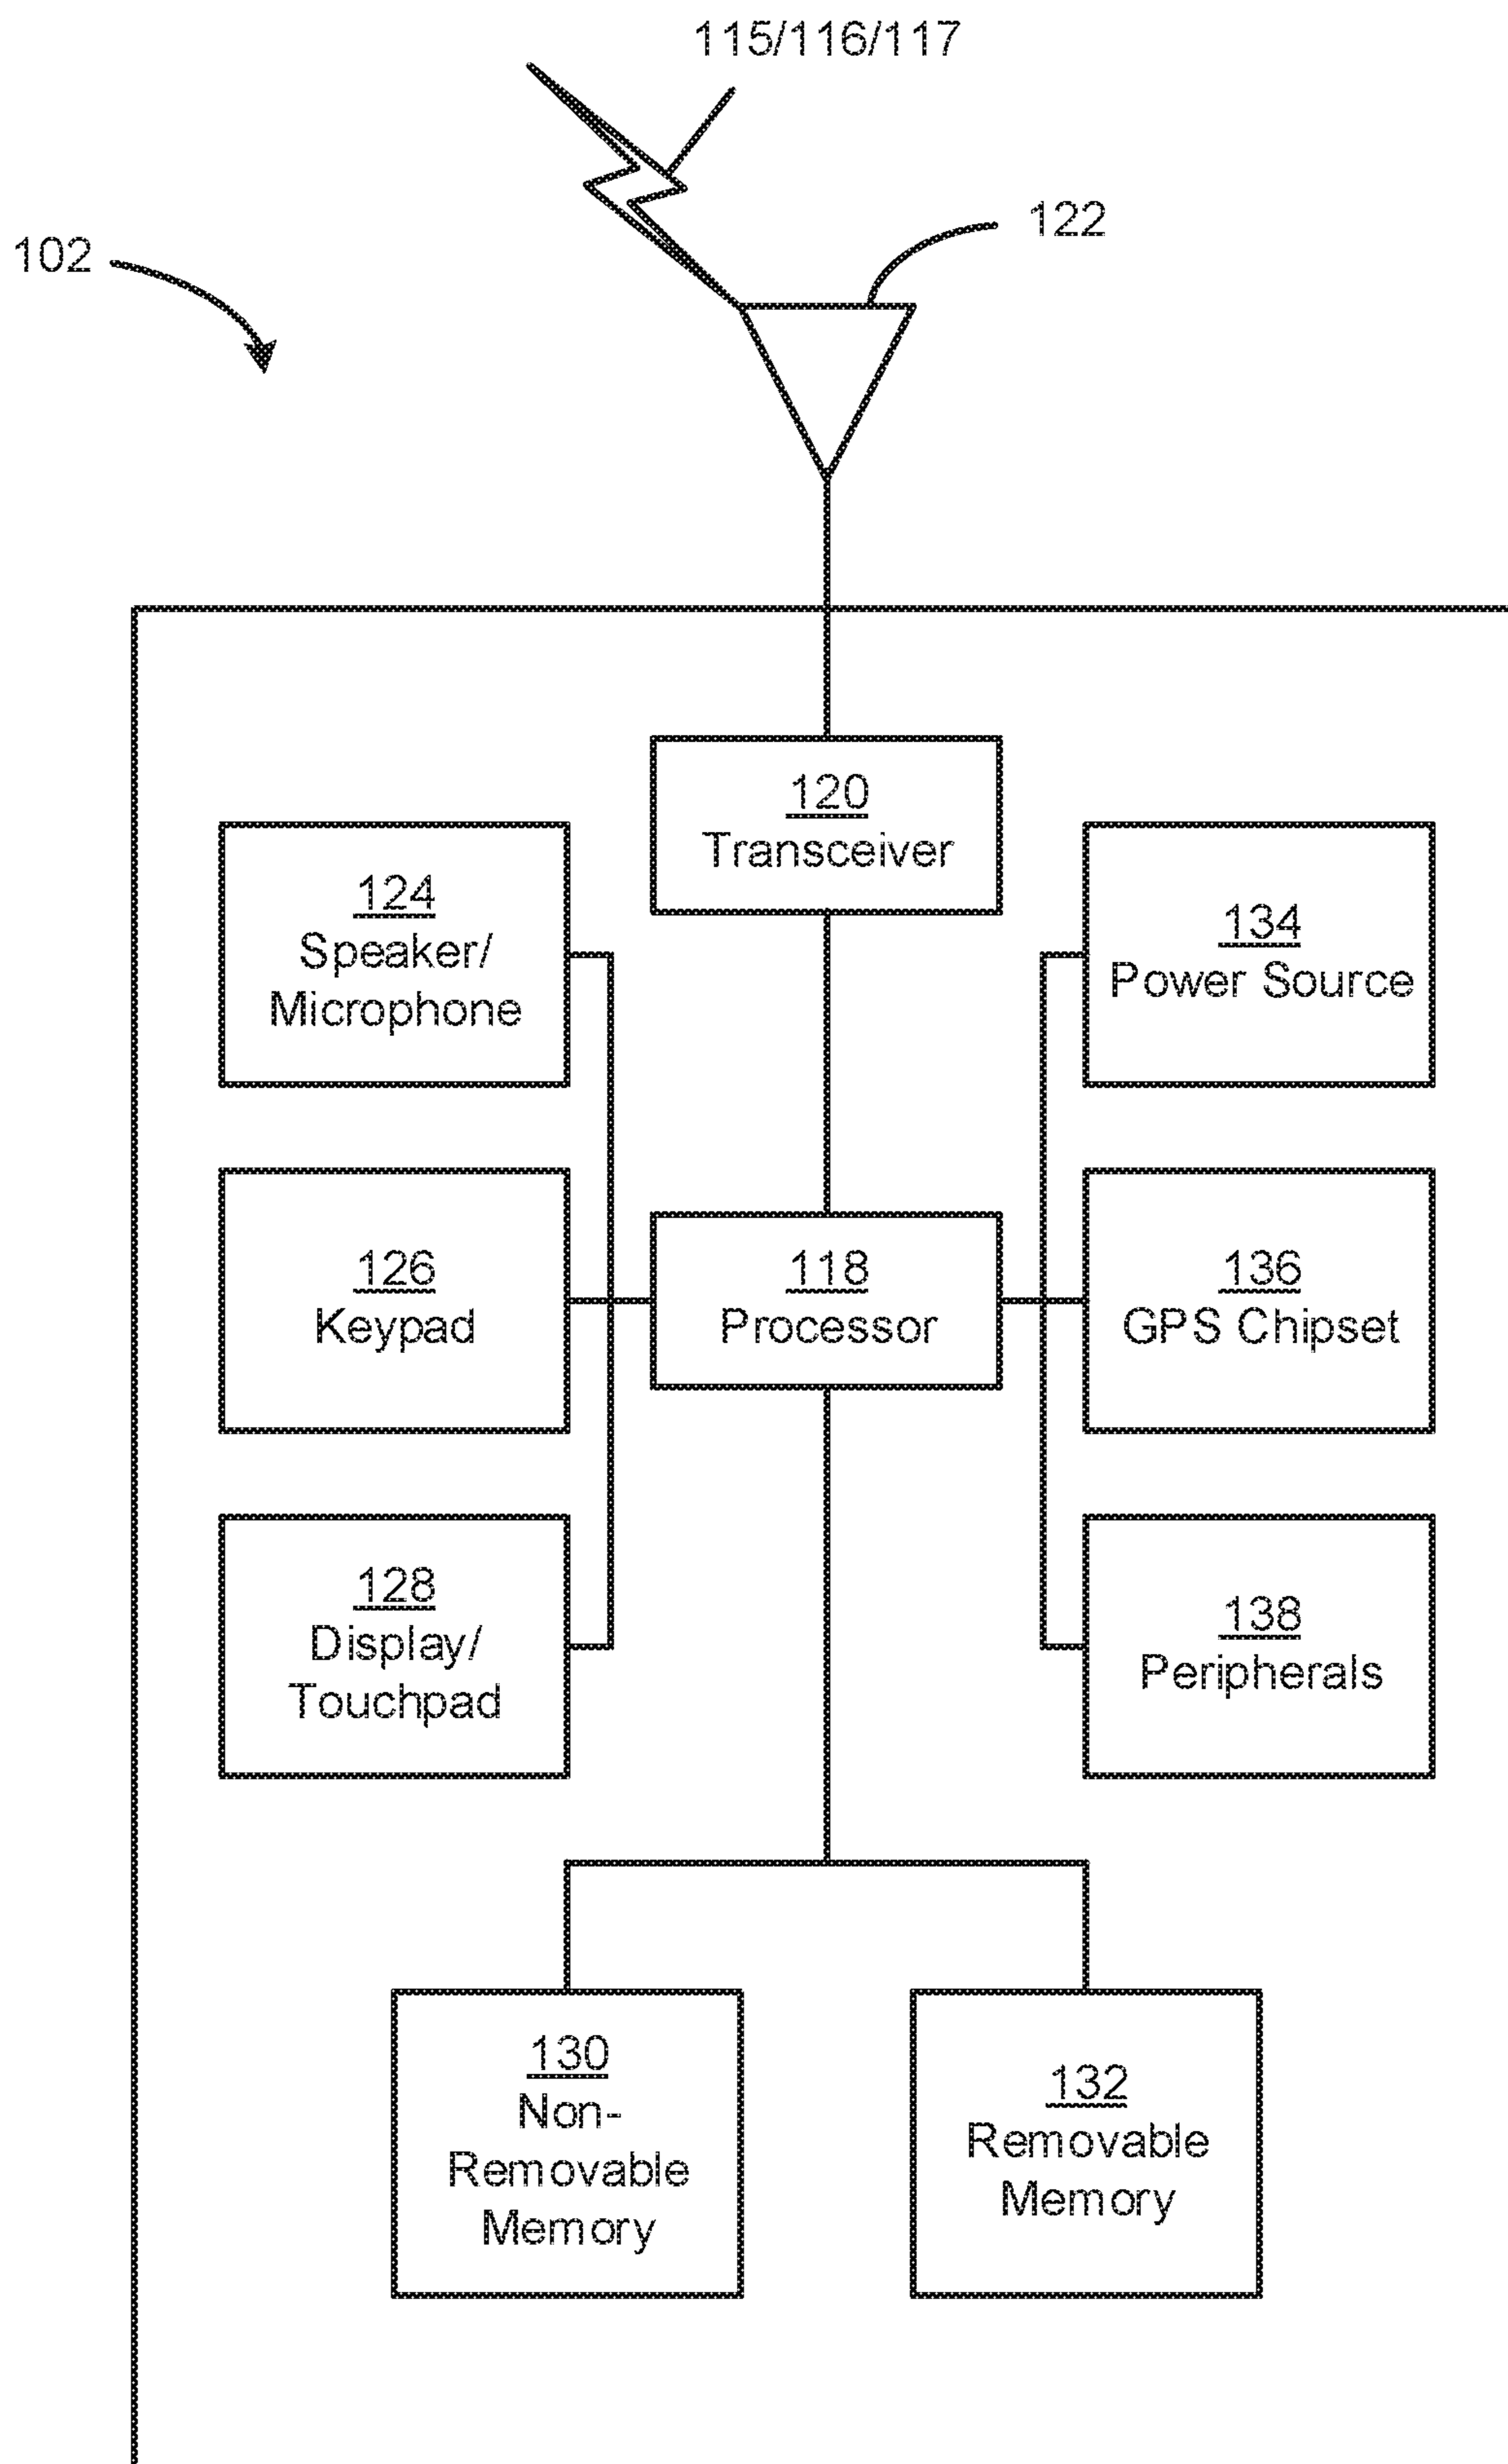 115/116/117
122
102
120
Transceiver
124
Speaker/
Microphone
134
Power Source
126
Keypad
118
Processor
136
GPS Chipset
128
Display/
Touchpad
138
Peripherals
130
Non-
Removable
Memory
132
Removable
Memory